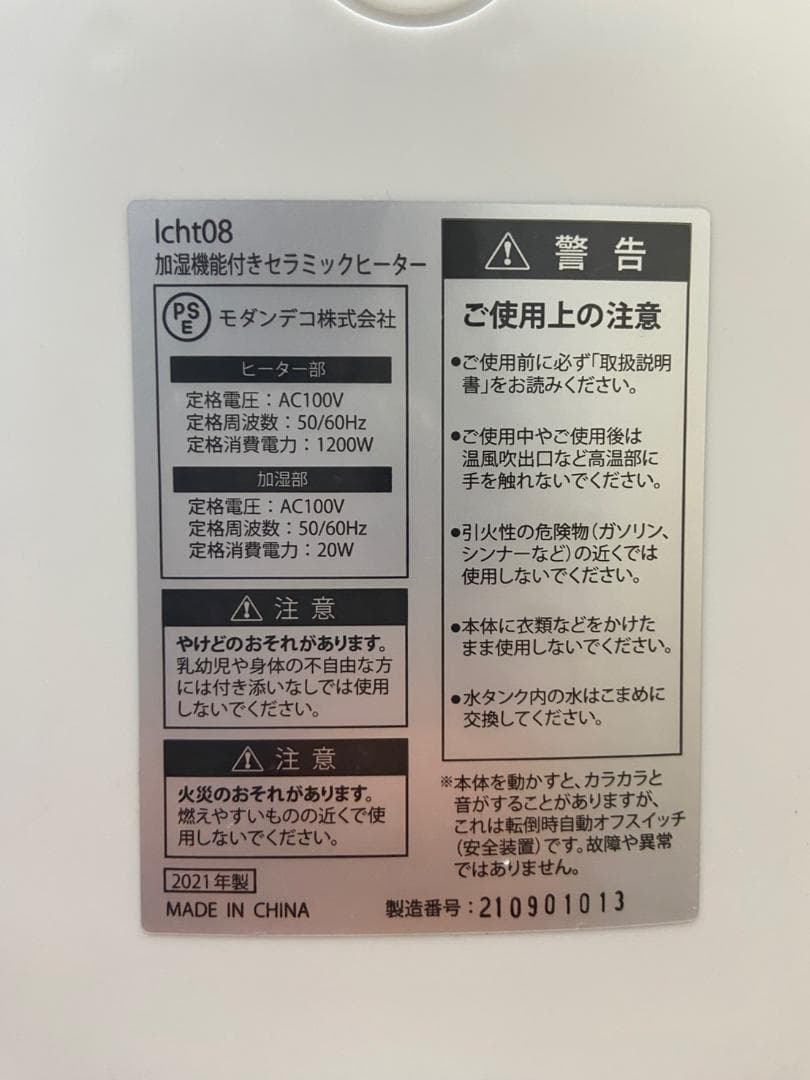 lcht08
加湿機能付きセラミックヒーター
PSE
モダンデコ株式会社
ヒーター部
定格電圧：AC100V
定格周波数：50/60Hz
定格消費電力：1200W
加湿部
定格電圧：AC100V
定格周波数：50/60Hz
定格消費電力：20W
注意
やけどのおそれがあります。
乳幼児や身体の不自由な方
には付き添いなしでは使用
しないでください。
注意
火災のおそれがあります。
燃えやすいものの近くで使
用しないでください。
2021年製
MADE IN CHINA
警告
ご使用上の注意
●ご使用前に必ず「取扱説明
書」をお読みください。
●ご使用中やご使用後は
温風吹出口など高温部に
手を触れないでください。
●引火性の危険物（ガソリン、
シンナーなど）の近くでは
使用しないでください。
●本体に衣類などをかけた
まま使用しないでください。
●水タンク内の水はこまめに
交換してください。
※本体を動かすと、カラカラと
音がすることがありますが、
これは転倒時自動オフスイッチ
（安全装置）です。故障や異常
ではありません。
製造番号：210901013